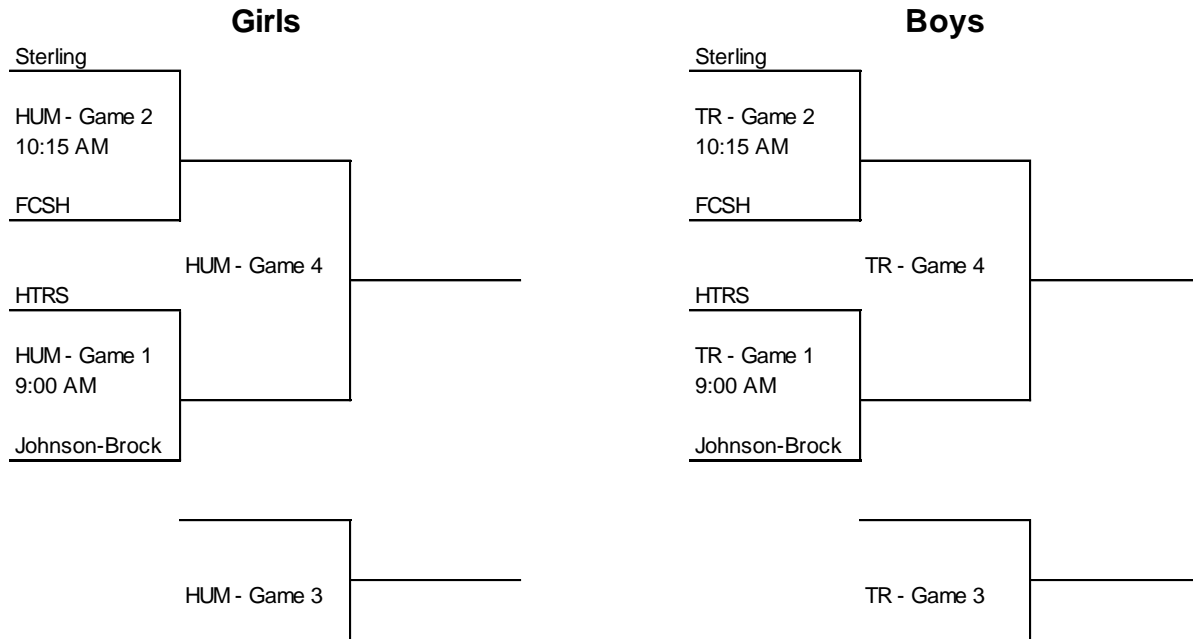 Girls
Sterling
HUM - Game 2
10:15 AM
FCSH
HUM - Game 4
HTRS
HUM - Game 1
9:00 AM
Johnson-Brock
HUM - Game 3
Boys
Sterling
TR - Game 2
10:15 AM
FCSH
TR - Game 4
HTRS
TR - Game 1
9:00 AM
Johnson-Brock
TR - Game 3